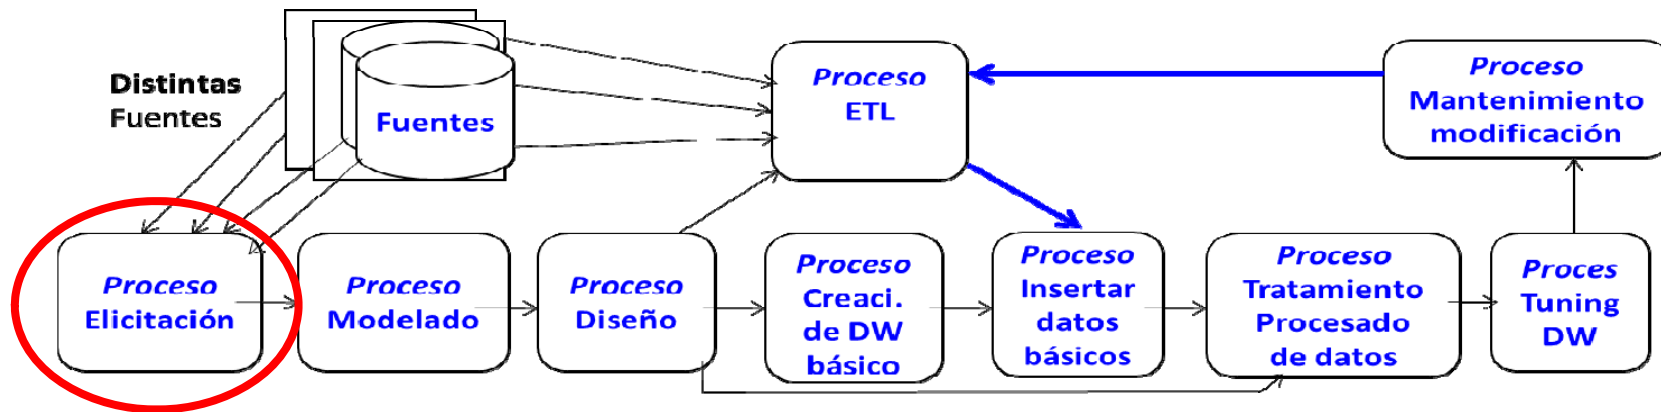 Distintas
Fuentes
Fuentes
Proceso
ETL
Proceso
Mantenimiento
modificación
Proceso
Elicitación
Proceso
Modelado
Proceso
Diseño
Proceso
Creaci.
de DW
básico
Proceso
Insertar
datos
básicos
Proceso
Tratamiento
Procesado
de datos
Proces
Tuning
DW